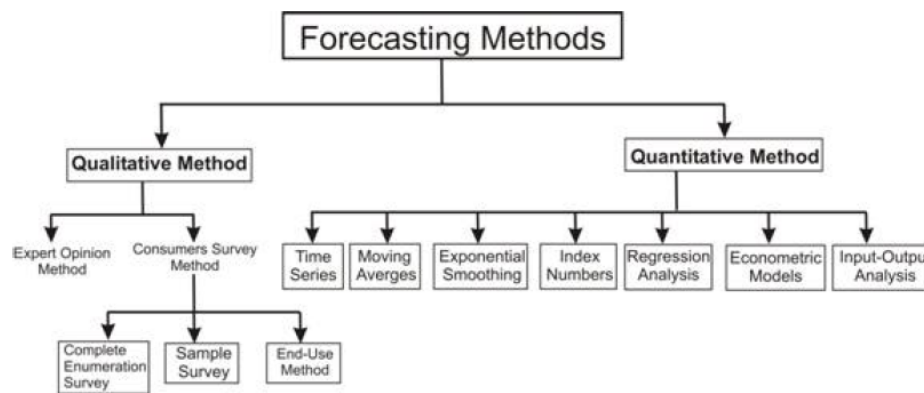 Forecasting Methods
Qualitative Method
Quantitative Method
Expert Opinion
Method
Consumers Survey
Method
Time
Series
Moving
Averges
Exponential
Smoothing
Index
Numbers
Regression
Analysis
Econometric
Models
Input-Output
Analysis
Complete
Enumeration
Survey
Sample
Survey
End-Use
Method